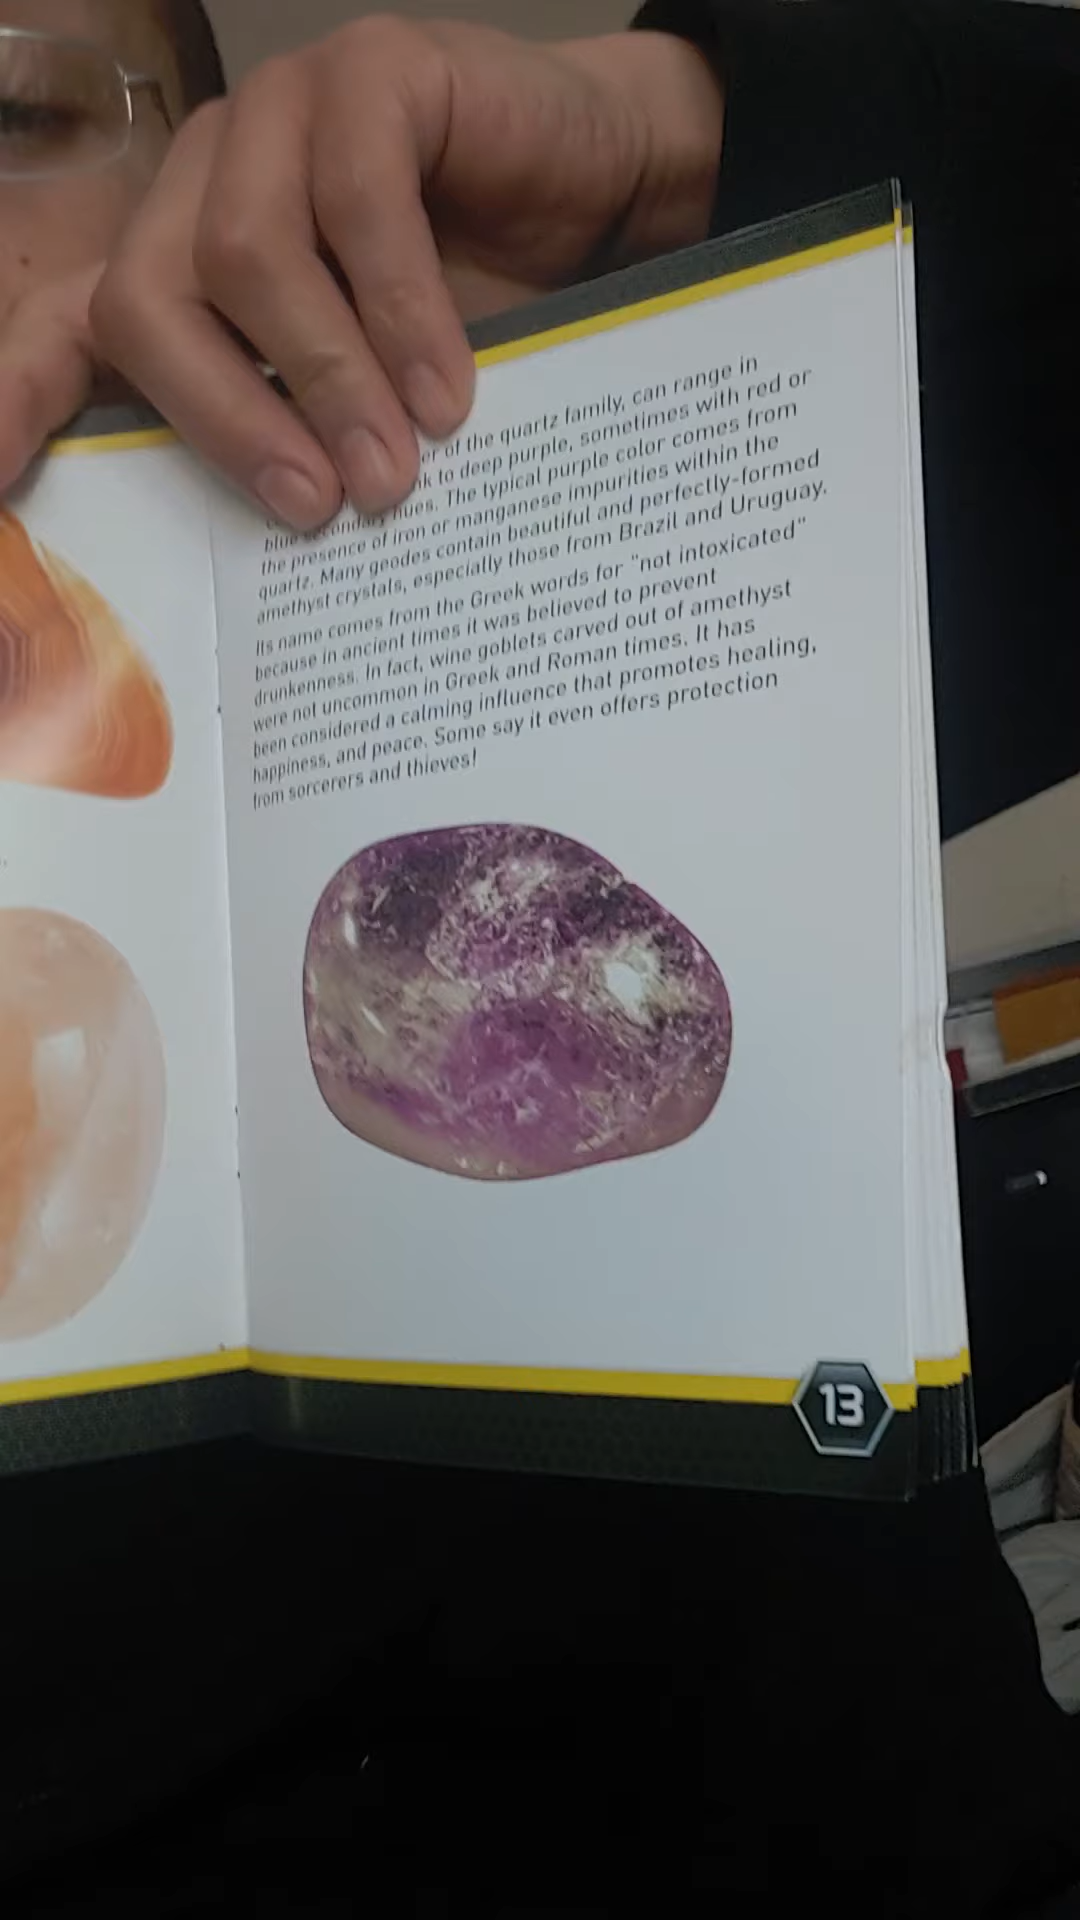 of the quartz family, can range in
to deep purple, sometimes with red or
blue secondary hues. The typical purple color comes from
the presence of iron or manganese impurities within the
quartz. Many geodes contain beautiful and perfectly-formed
amethyst crystals, especially those from Brazil and Uruguay.
Its name comes from the Greek words for "not intoxicated"
because in ancient times it was believed to prevent
drunkenness. In fact, wine goblets carved out of amethyst
were not uncommon in Greek and Roman times. It has
been considered a calming influence that promotes healing,
happiness, and peace. Some say it even offers protection
from sorcerers and thieves!
13